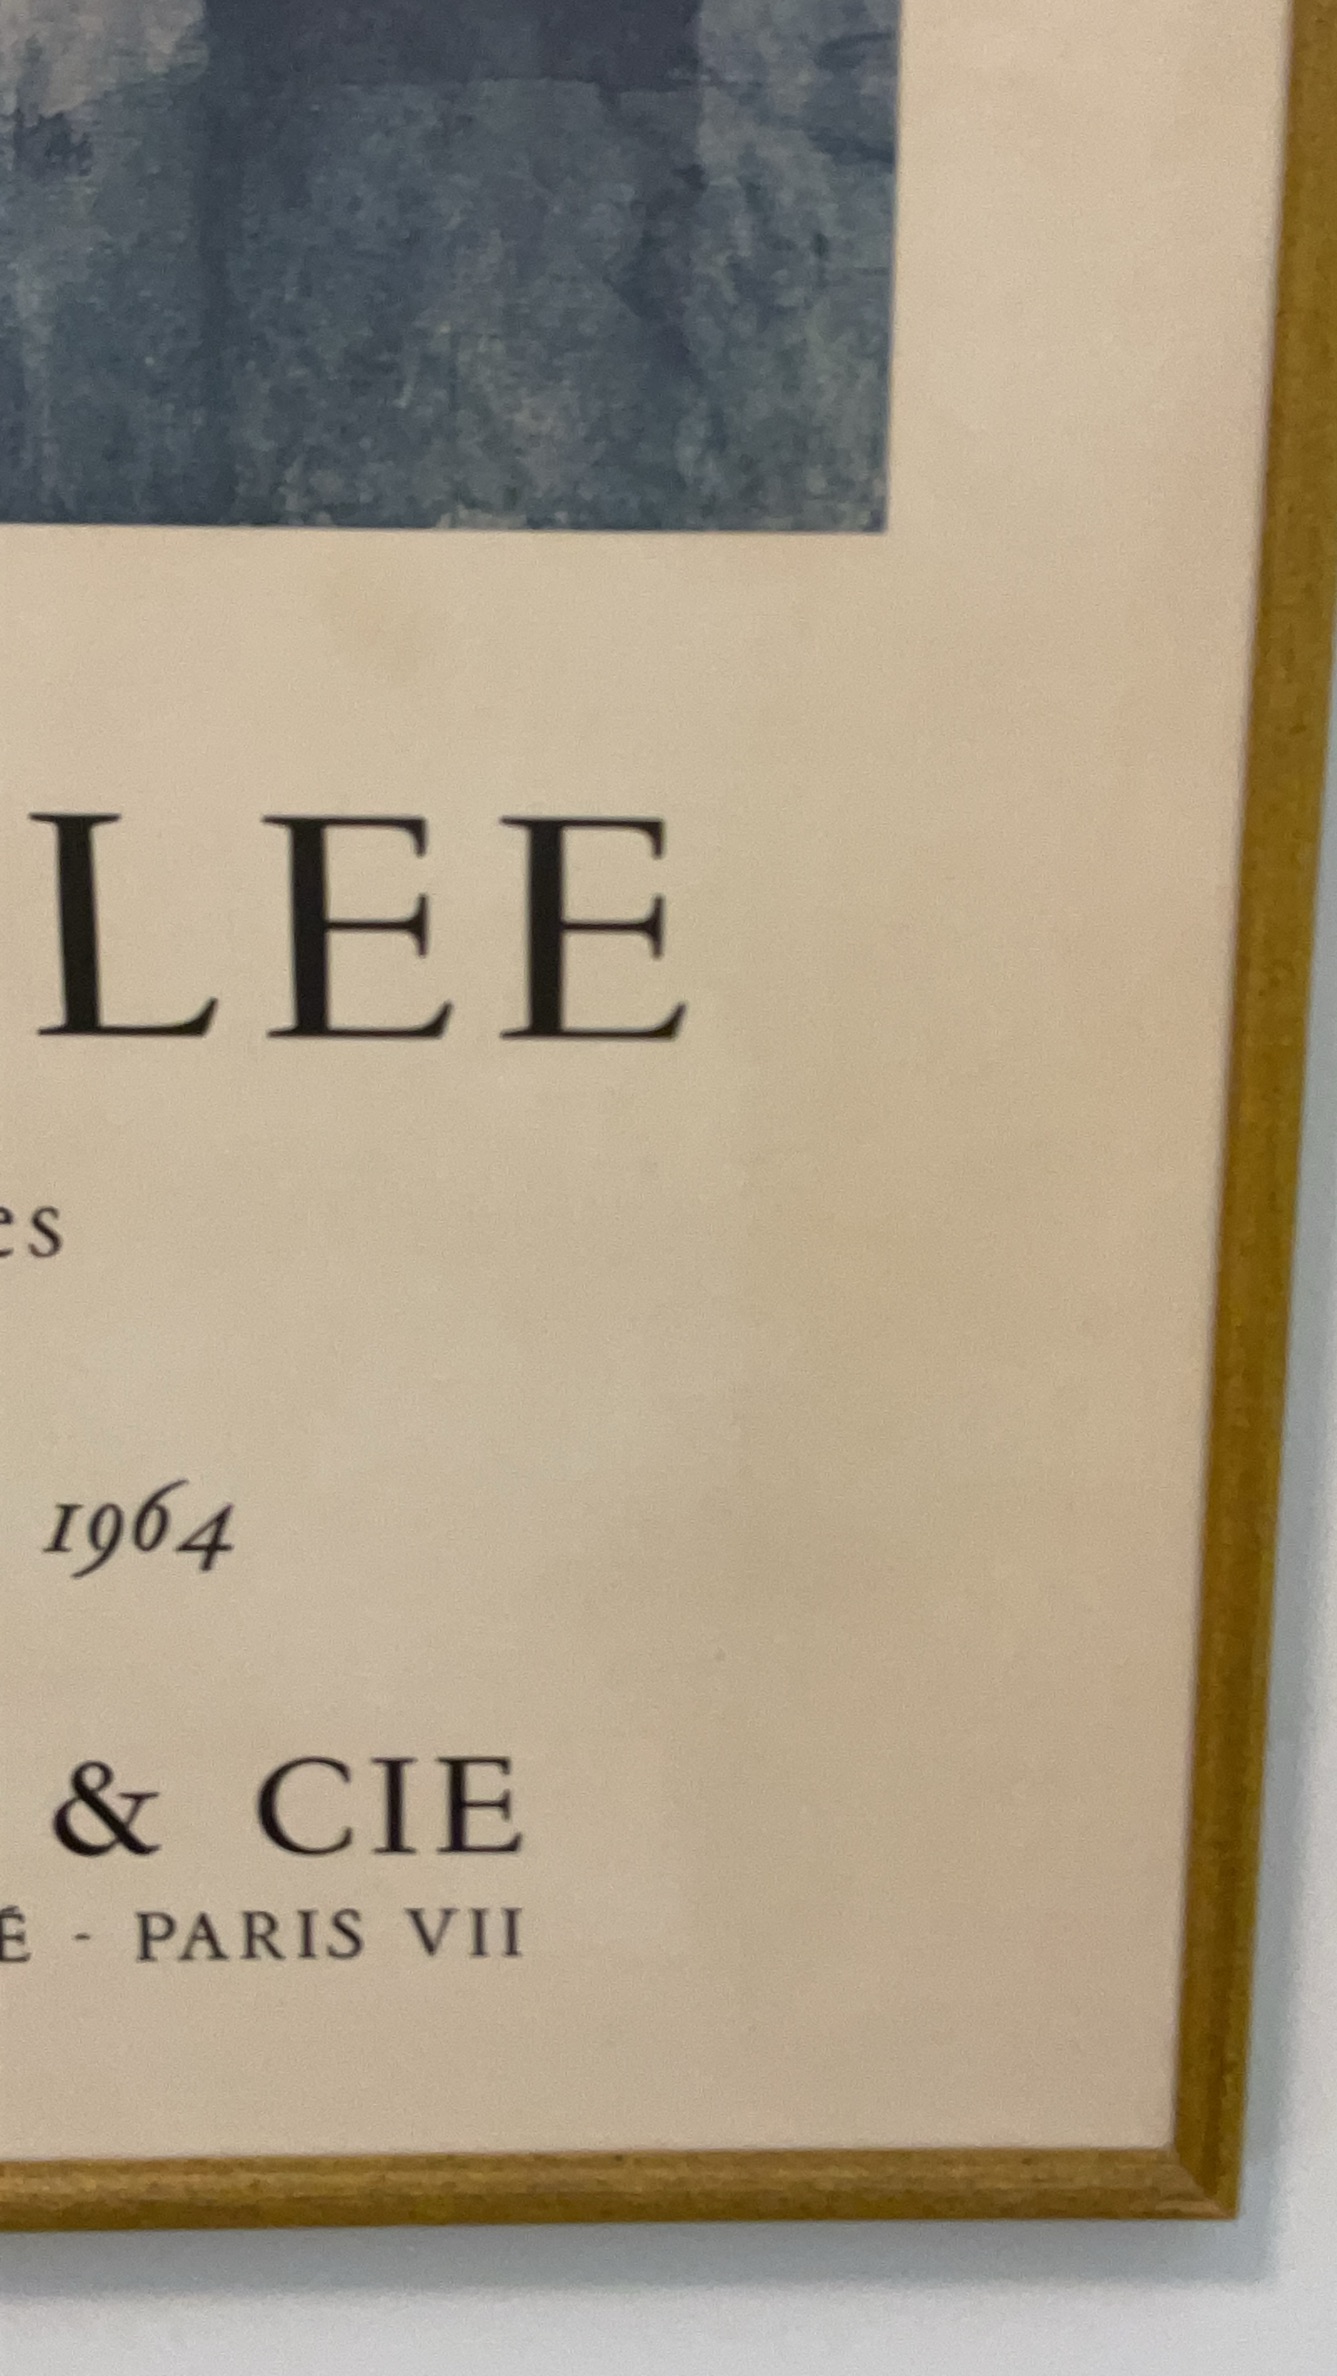 LEE
es
1964
& CIE
É - PARIS VII